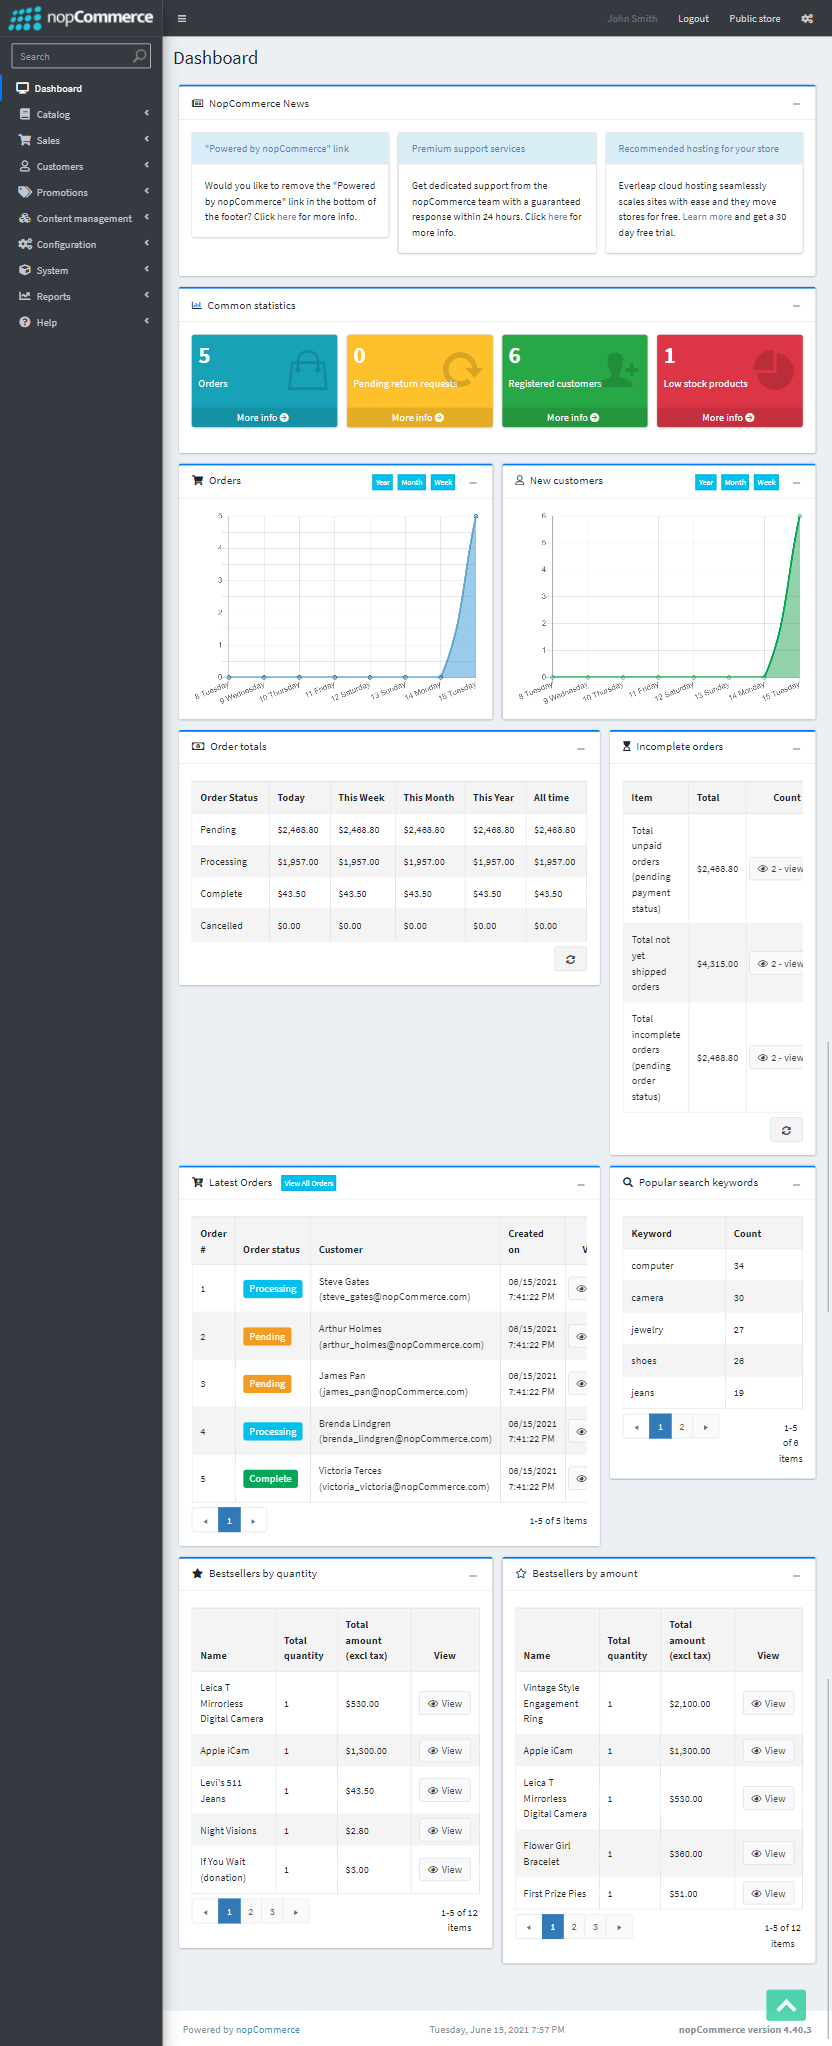 nopCommerce
John Smith Logout Public store
Search
Dashboard
Catalog
Sales
Customers
Promotions
Content management
Configuration
System
Reports
Help
Dashboard
NopCommerce News
"Powered by nopCommerce" link
Would you like to remove the "Powered
by nopCommerce" link in the bottom of
the footer? Click here for more info.
Premium support services
Get dedicated support from the
nopCommerce team with a guaranteed
response within 24 hours. Click here for
more info.
Recommended hosting for your store
Everleap cloud hosting seamlessly
scales sites with ease and they move
stores for free. Learn more and get a 30
day free trial.
Common statistics
5
Orders
More info
0
Pending return requests
More info
6
Registered customers
More info
1
Low stock products
More info
Orders Year Month Week
5
4
3
2
1
0
8 Tuesday 9 Wednesday 10 Thursday 11 Friday 12 Saturday 13 Sunday 14 Monday 15 Tuesday
New customers Year Month Week
6
5
4
3
2
1
0
8 Tuesday 9 Wednesday 10 Thursday 11 Friday 12 Saturday 13 Sunday 14 Monday 15 Tuesday
Order totals
Order Status Today This Week This Month This Year All time
Pending $2,468.80 $2,468.80 $2,468.80 $2,468.80 $2,468.80
Processing $1,957.00 $1,957.00 $1,957.00 $1,957.00 $1,957.00
Complete $43.50 $43.50 $43.50 $43.50 $43.50
Cancelled $0.00 $0.00 $0.00 $0.00 $0.00
Incomplete orders
Item Total Count
Total
unpaid
orders
(pending
payment
status)
$2,468.80 2 - view
Total not
yet
shipped
orders
$4,315.00 2 - view
Total
incomplete
orders
(pending
order
status)
$2,468.80 2 - view
Latest Orders View All Orders
Order
#
Order status Customer
Created
on
V
1 Processing
Steve Gates
(steve_gates@nopCommerce.com)
06/15/2021
7:41:22 PM
2 Pending
Arthur Holmes
(arthur_holmes@nopCommerce.com)
06/15/2021
7:41:22 PM
3 Pending
James Pan
(james_pan@nopCommerce.com)
06/15/2021
7:41:22 PM
4 Processing
Brenda Lindgren
(brenda_lindgren@nopCommerce.com)
06/15/2021
7:41:22 PM
5 Complete
Victoria Terces
(victoria_victoria@nopCommerce.com)
06/15/2021
7:41:22 PM
1
1-5 of 5 items
Popular search keywords
Keyword Count
computer 34
camera 30
jewelry 27
shoes 26
jeans 19
1 2
1-5
of 6
items
Bestsellers by quantity
Name
Total
quantity
Total
amount
(excl tax)
View
Leica T
Mirrorless
Digital Camera
1 $530.00 View
Apple iCam 1 $1,300.00 View
Levi's 511
Jeans
1 $43.50 View
Night Visions 1 $2.80 View
If You Wait
(donation)
1 $3.00 View
1 2 3
1-5 of 12
items
Bestsellers by amount
Name
Total
quantity
Total
amount
(excl tax)
View
Vintage Style
Engagement
Ring
1 $2,100.00 View
Apple iCam 1 $1,300.00 View
Leica T
Mirrorless
Digital Camera
1 $530.00 View
Flower Girl
Bracelet
1 $360.00 View
First Prize Pies 1 $51.00 View
1 2 3
1-5 of 12
items
Powered by nopCommerce Tuesday, June 15, 2021 7:57 PM nopCommerce version 4.40.3